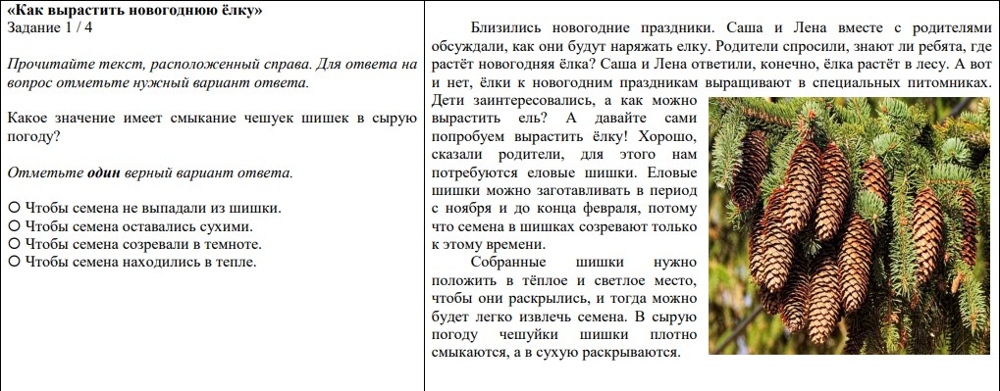 «Как вырастить новогоднюю ёлку»
Задание 1 / 4
Прочитайте текст, расположенный справа. Для ответа на
вопрос отметьте нужный вариант ответа.
Какое значение имеет смыкание чешуек шишек в сырую
погоду?
Отметьте один верный вариант ответа.
Чтобы семена не выпадали из шишки.
Чтобы семена оставались сухими.
Чтобы семена созревали в темноте.
Чтобы семена находились в тепле.
Близились новогодние праздники. Саша и Лена вместе с родителями
обсуждали, как они будут наряжать елку. Родители спросили, знают ли ребята, где
растёт новогодняя ёлка? Саша и Лена ответили, конечно, ёлка растёт в лесу. А вот
и нет, ёлки к новогодним праздникам выращивают в специальных питомниках.
Дети заинтересовались, а как можно
вырастить ель? А давайте сами
попробуем вырастить ёлку! Хорошо,
сказали родители, для этого нам
потребуются еловые шишки. Еловые
шишки можно заготавливать в период
с ноября и до конца февраля, потому
что семена в шишках созревают только
к этому времени.
Собранные шишки нужно
положить в тёплое и светлое место,
чтобы они раскрылись, и тогда можно
будет легко извлечь семена. В сырую
погоду чешуйки шишки плотно
смыкаются, а в сухую раскрываются.